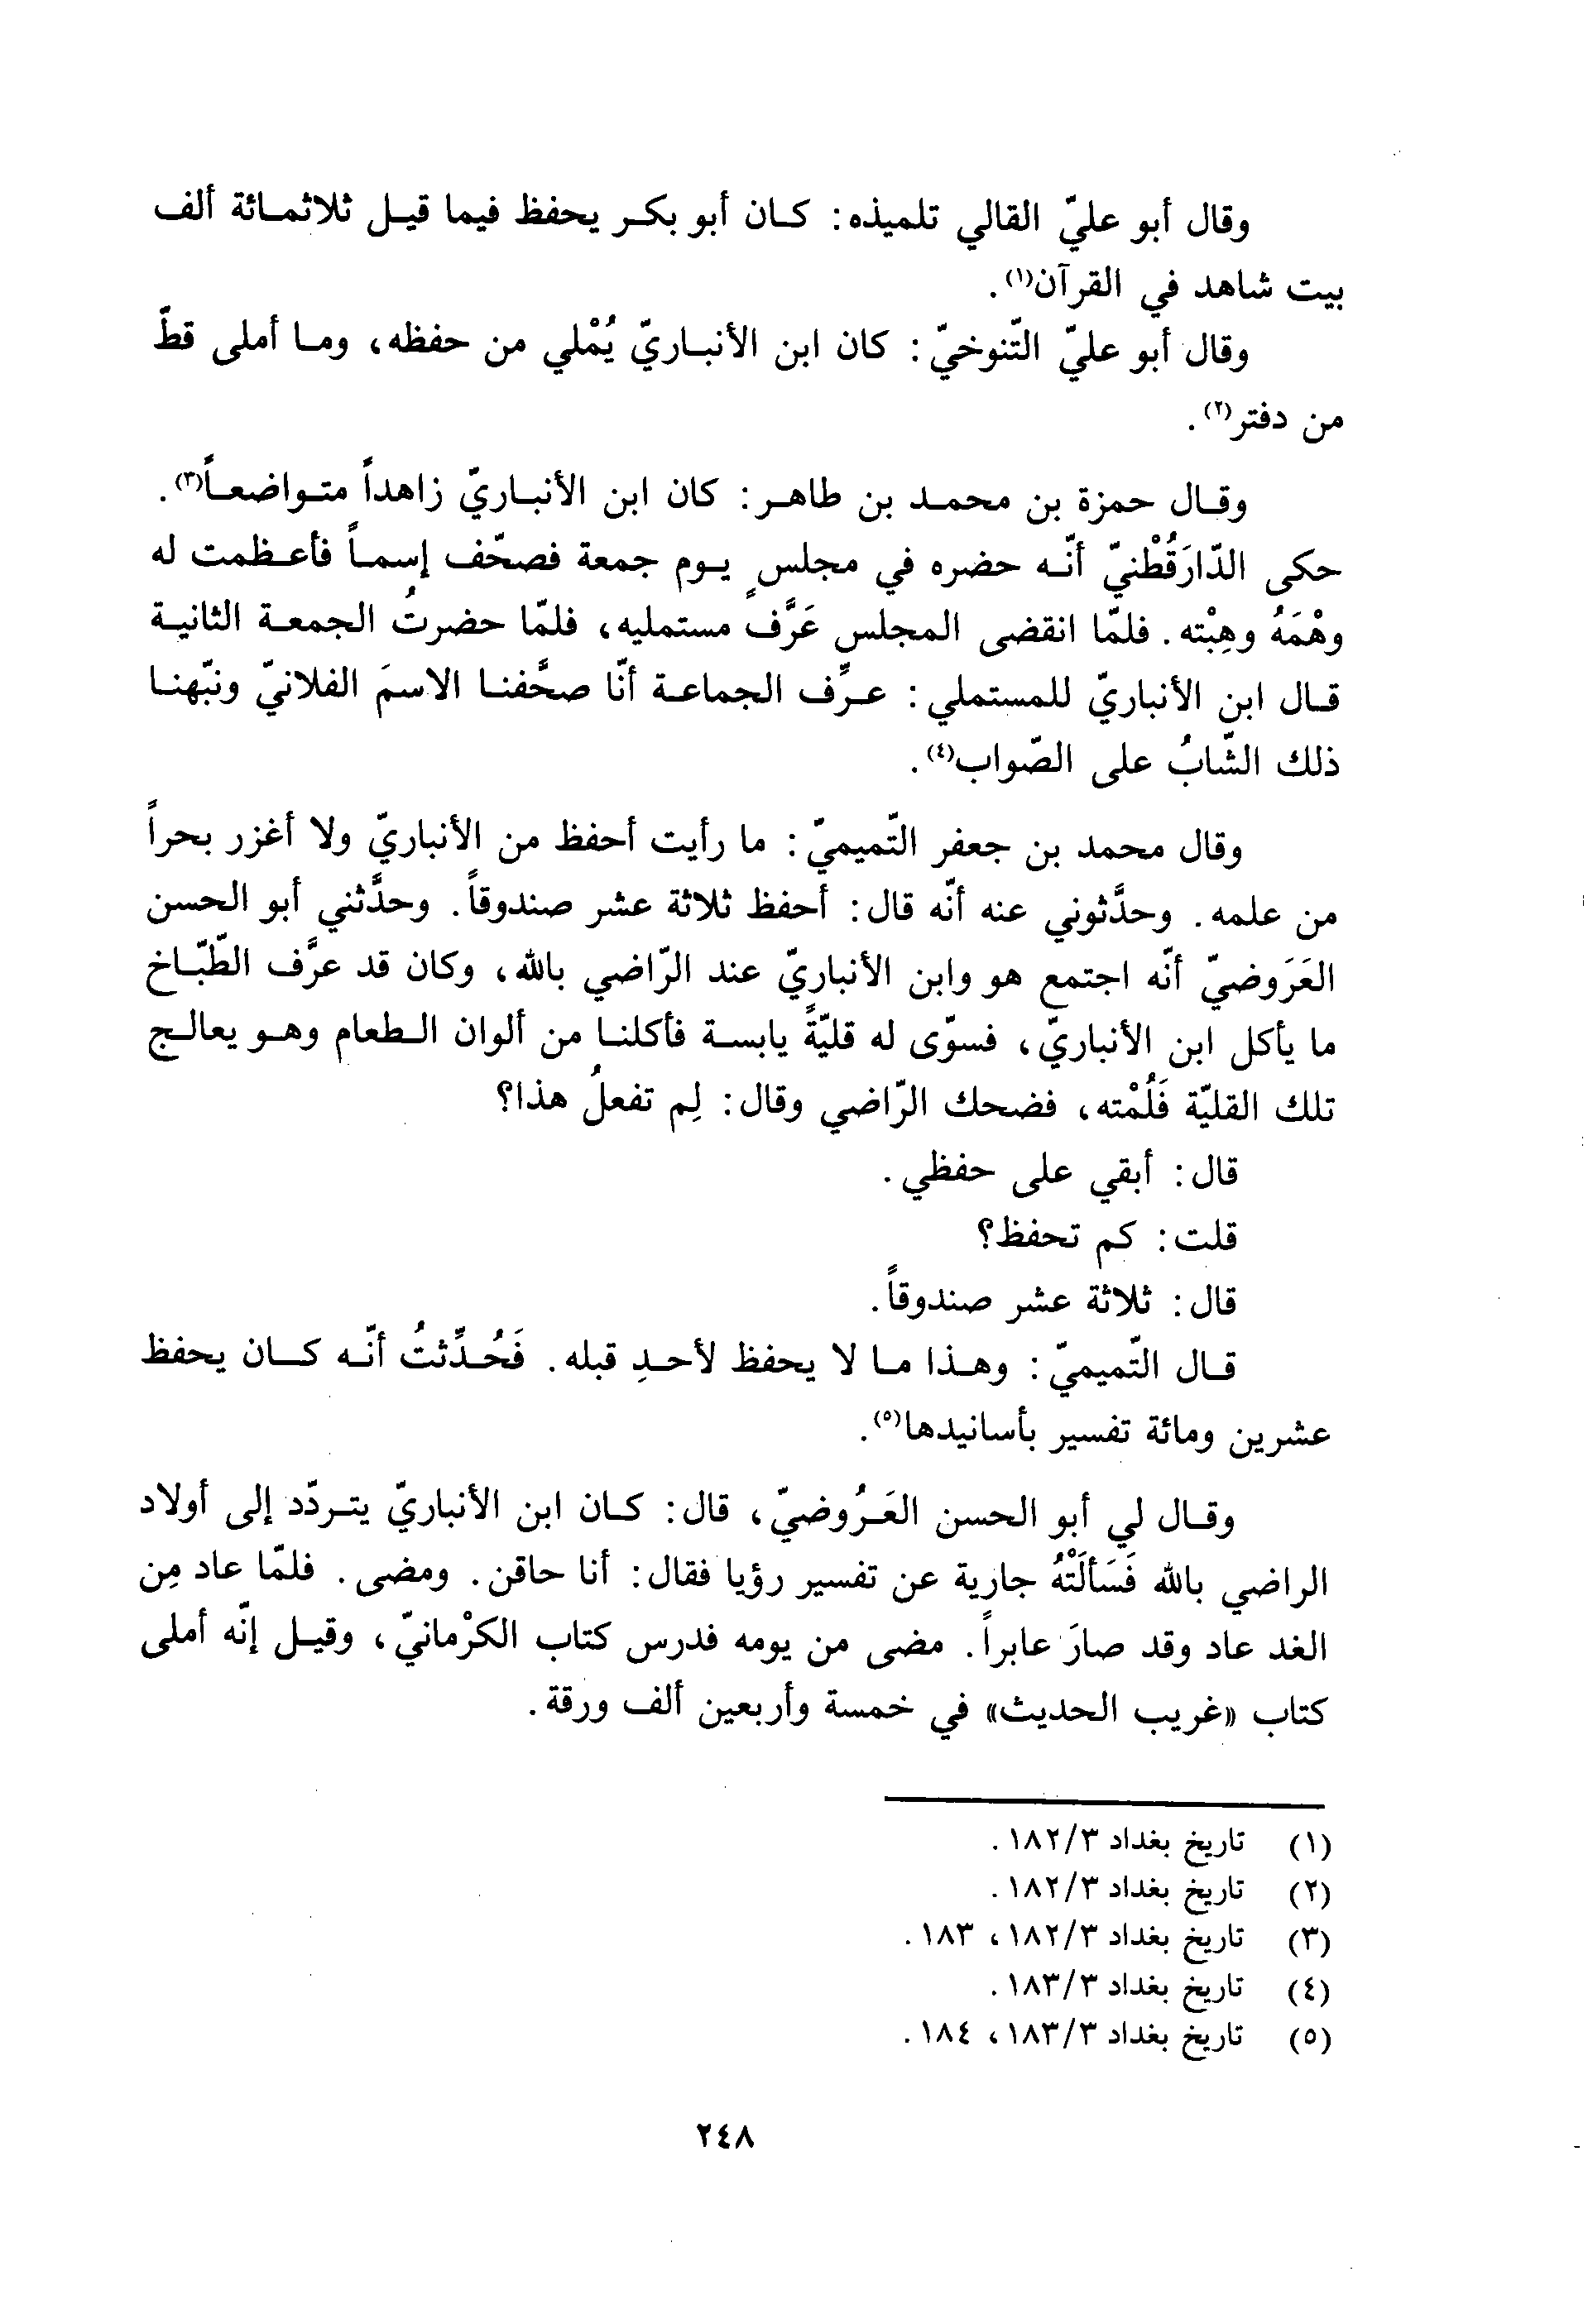 وقال أبو عليّ القالي تلميذه: كان أبو بكر يحفظ فيما قيل ثلاثمائة ألف
بيت شاهد في القرآن(١).
وقال أبو عليّ التّنوخيّ: كان ابن الأنباريّ يُمْلي من حفظه، وما أملى قطّ
من دفتر(٢).
وقال حمزة بن محمد بن طاهر: كان ابن الأنباريّ زاهداً متواضعاً(٣).
حكى الدّارَقُطْنيّ أنّه حضره في مجلسٍ يوم جمعة فصحّف إسماً فأعظمت له
وهْمَهُ وهِبْته. فلمّا انقضى المجلس عَرَّفَ مستمليه، فلمّا حضرتُ الجمعة الثانية
قال ابن الأنباريّ للمستملي: عرِّف الجماعة أنّا صحَّفنا الاسمَ الفلانيّ ونبّهنا
ذلك الشّابُ على الصّواب(٤).
وقال محمد بن جعفر التّميميّ: ما رأيت أحفظ من الأنباريّ ولا أغزر بحراً
من علمه. وحدَّثوني عنه أنّه قال: أحفظ ثلاثة عشر صندوقاً. وحدَّثني أبو الحسن
العَرَوضيّ أنّه اجتمع هو وابن الأنباريّ عند الرّاضي بالله، وكان قد عرَّف الطّبّاخ
ما يأكل ابن الأنباريّ، فسوّى له قليّةً يابسة فأكلنا من ألوان الطعام وهو يعالج
تلك القليّة فَلُمْته، فضحك الرّاضي وقال: لِم تفعلُ هذا؟
قال: أبقي على حفظي.
قلت: كم تحفظ؟
قال: ثلاثة عشر صندوقاً.
قال التّميميّ: وهذا ما لا يحفظ لأحدٍ قبله. فَحُدِّثتُ أنّه كان يحفظ
عشرين ومائة تفسير بأسانيدها(٥).
وقال لي أبو الحسن العَرُوضيّ، قال: كان ابن الأنباريّ يتردّد إلى أولاد
الراضي بالله فَسَألَتْهُ جارية عن تفسير رؤيا فقال: أنا حاقن. ومضى. فلمّا عاد مِن
الغد عاد وقد صارَ عابراً. مضى من يومه فدرس كتاب الكرْمانيّ، وقيل إنّه أملى
كتاب «غريب الحديث» في خمسة وأربعين ألف ورقة.
(١) تاريخ بغداد ١٨٢/٣.
(٢) تاريخ بغداد ١٨٢/٣.
(٣) تاريخ بغداد ١٨٢/٣، ١٨٣.
(٤) تاريخ بغداد ١٨٣/٣.
(٥) تاريخ بغداد ١٨٣/٣، ١٨٤.
٢٤٨